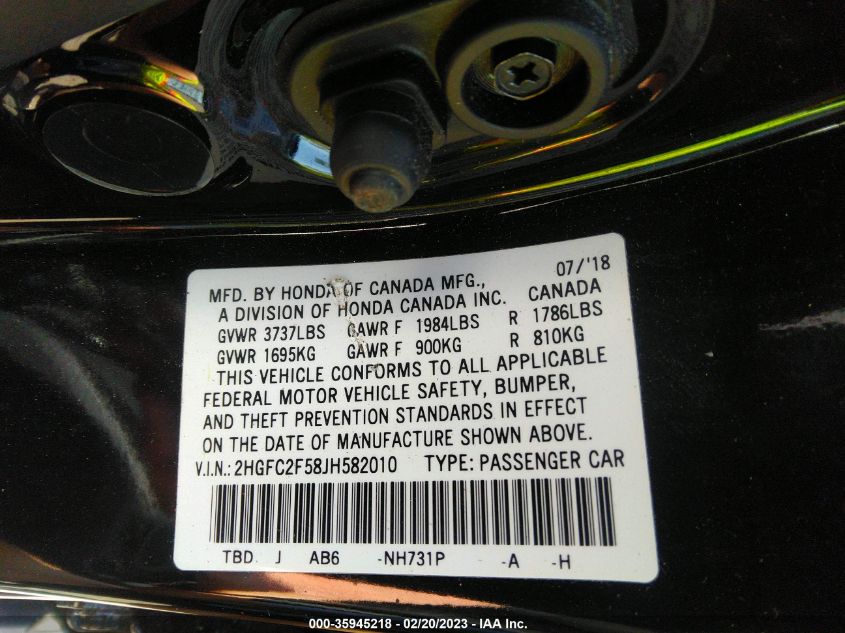 07/'18
MFD. BY HONDA OF CANADA MFG.,
A DIVISION OF HONDA CANADA INC. CANADA
GVWR 3737LBS GAWR F 1984LBS R 1786LBS
GVWR 1695KG GAWR F 900KG R 810KG
THIS VEHICLE CONFORMS TO ALL APPLICABLE
FEDERAL MOTOR VEHICLE SAFETY, BUMPER,
AND THEFT PREVENTION STANDARDS IN EFFECT
ON THE DATE OF MANUFACTURE SHOWN ABOVE.
V.I.N.: 2HGFC2F58JH582010 TYPE: PASSENGER CAR
TBD J AB6 -NH731P -A -H
000-35945218 - 02/20/2023 - IAA Inc.